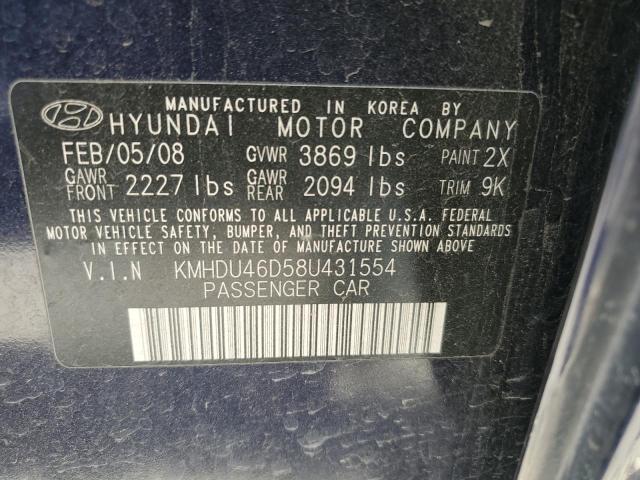 MANUFACTURED IN KOREA BY
HYUNDAI MOTOR COMPANY
FEB/05/08 GVWR 3869 lbs PAINT 2X
GAWR FRONT 2227 lbs GAWR REAR 2094 lbs TRIM 9K
THIS VEHICLE CONFORMS TO ALL APPLICABLE U.S.A. FEDERAL
MOTOR VEHICLE SAFETY, BUMPER, AND THEFT STANDARDS
IN EFFECT ON THE DATE OF MANUFACTURE SHOWN ABOVE
V.I.N KMHDU46D58U431554
PASSENGER CAR